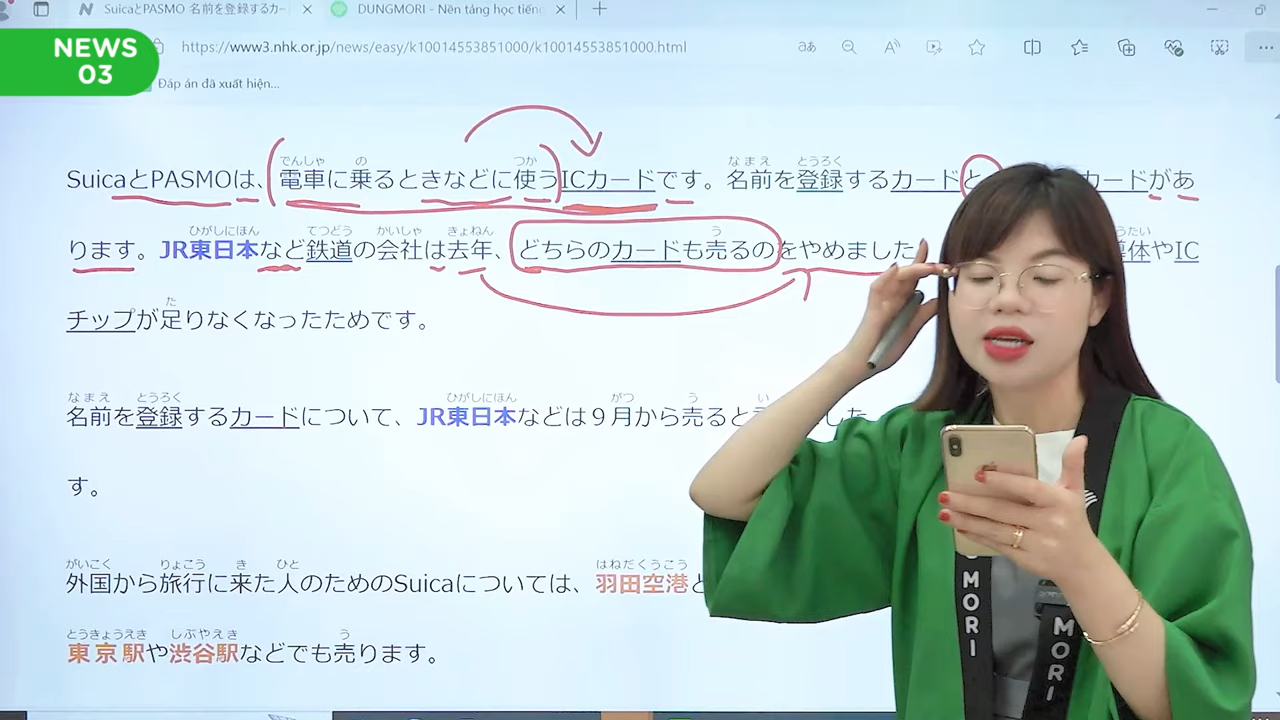 SuicaとPASMO 名前を登録するカー
DUNGMORI - Nền tảng học tiếng
NEWS
03
https://www3.nhk.or.jp/news/easy/k10014553851000/k10014553851000.html
Đáp án đã xuất hiện...
でんしゃ の つか なまえ とうろく
SuicaとPASMOは、電車に乗るときなどに使うICカードです。名前を登録するカードと カードがあ
ひがしにほん てつどう かいしゃ きょねん う うたい
ります。JR東日本など鉄道の会社は去年、どちらのカードも売るのをやめました 導体やIC
た
チップが足りなくなったためです。
なまえ とうろく ひがしにほん がつ う い
名前を登録するカードについて、JR東日本などは９月から売ると した
す。
がいこく りょこう き ひと はねだくうこう
外国から旅行に来た人のためのSuicaについては、羽田空港と
とうきょうえき しぶやえき う
東京駅や渋谷駅などでも売ります。
MORI
MORI